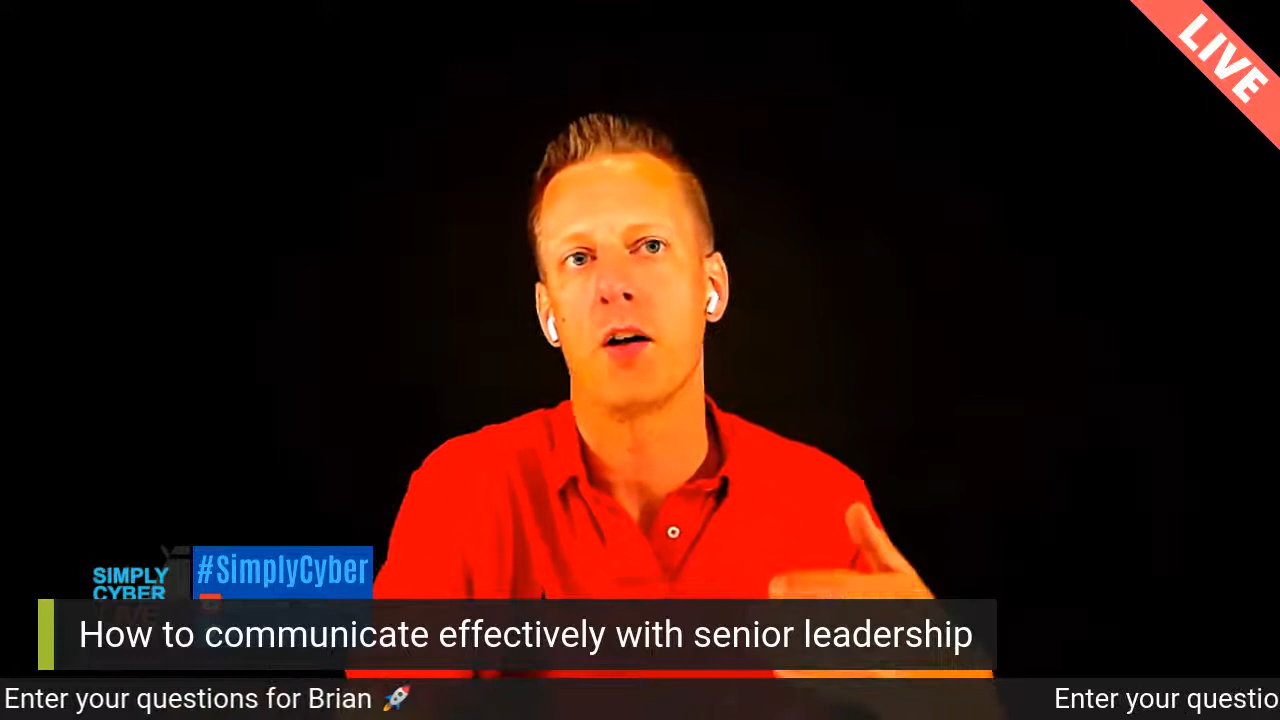 LIVE
#SimplyCyber
SIMPLY
CYBER
How to communicate effectively with senior leadership
Enter your questions for Brian 🚀
Enter your questio